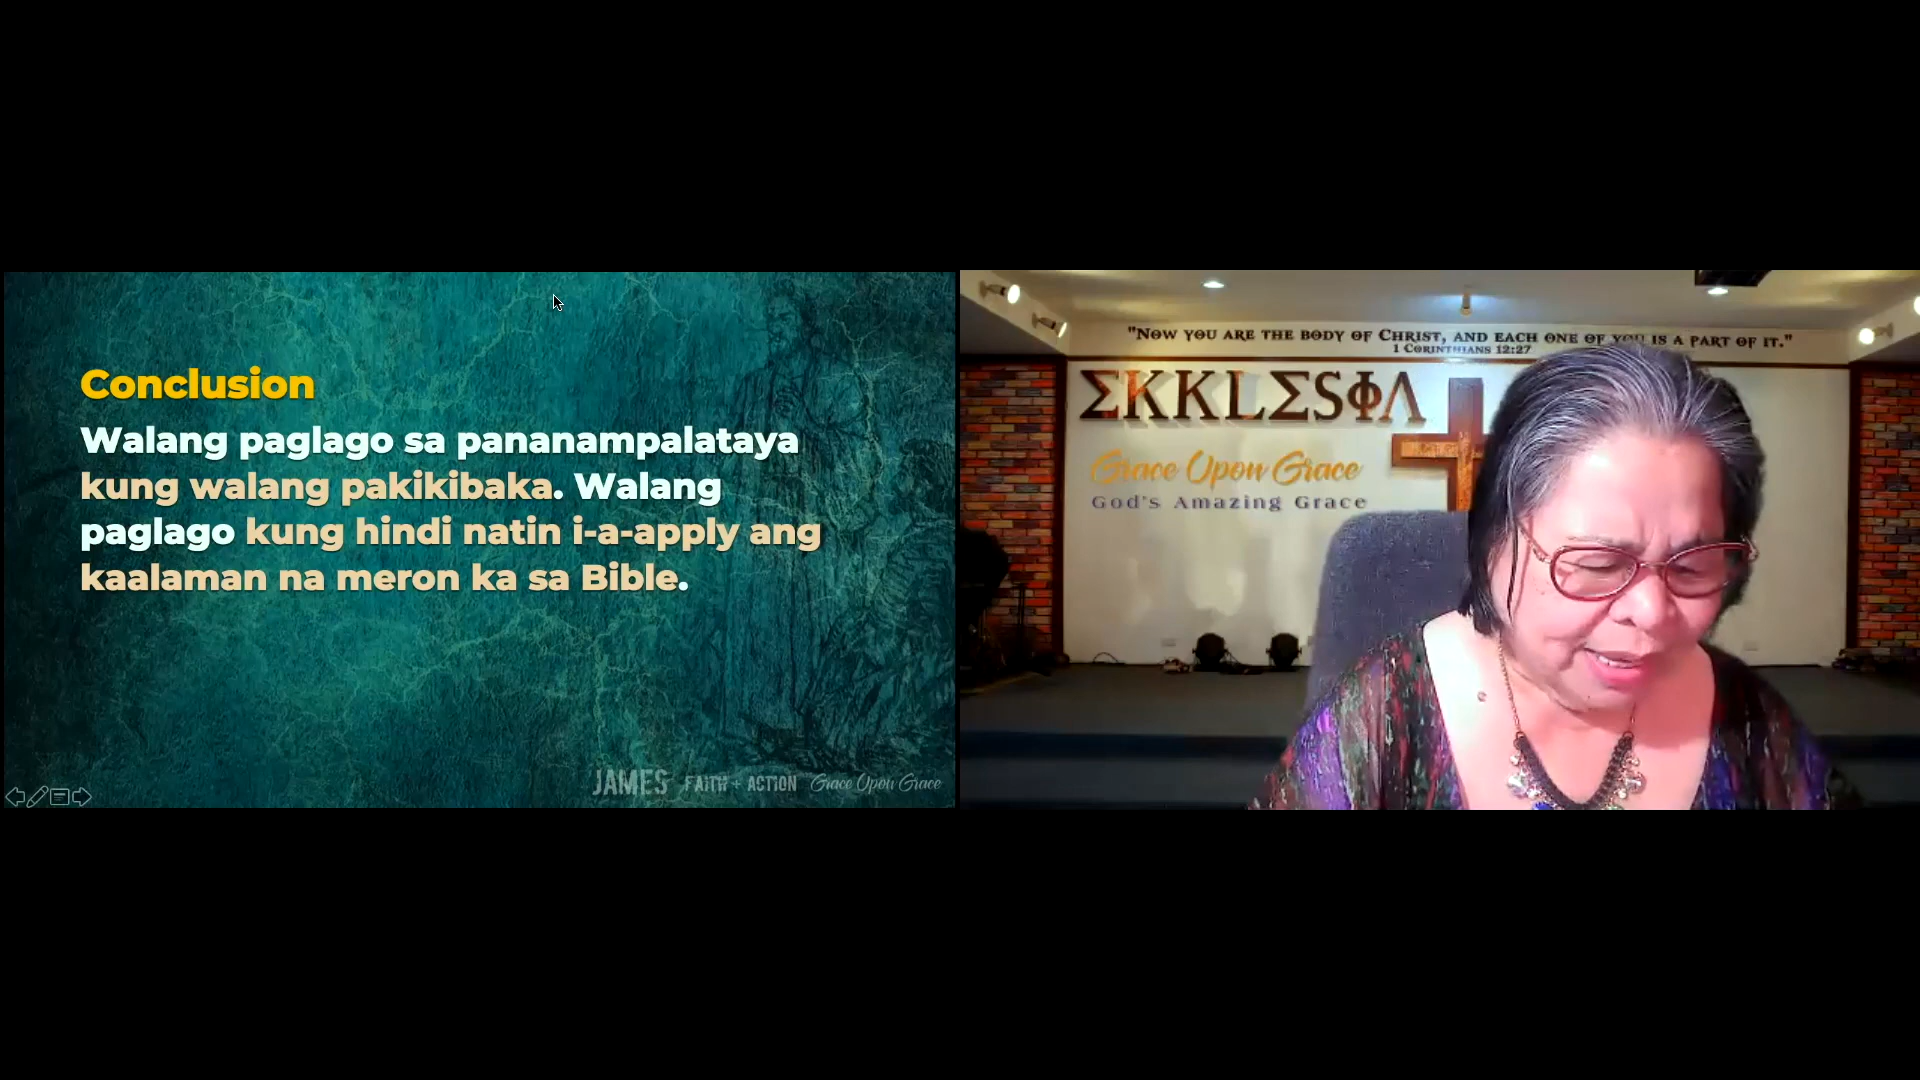 Conclusion
Walang paglago sa pananampalataya
kung walang pakikibaka. Walang
paglago kung hindi natin i-a-apply ang
kaalaman na meron ka sa Bible.
JAMES FAITH + ACTION Grace Upon Grace
"NOW YOU ARE THE BODY OF CHRIST, AND EACH ONE OF YOU IS A PART OF IT."
1 CORINTHIANS 12:27
ΣKKLΣSΦΛ
Grace Upon Grace
God's Amazing Grace